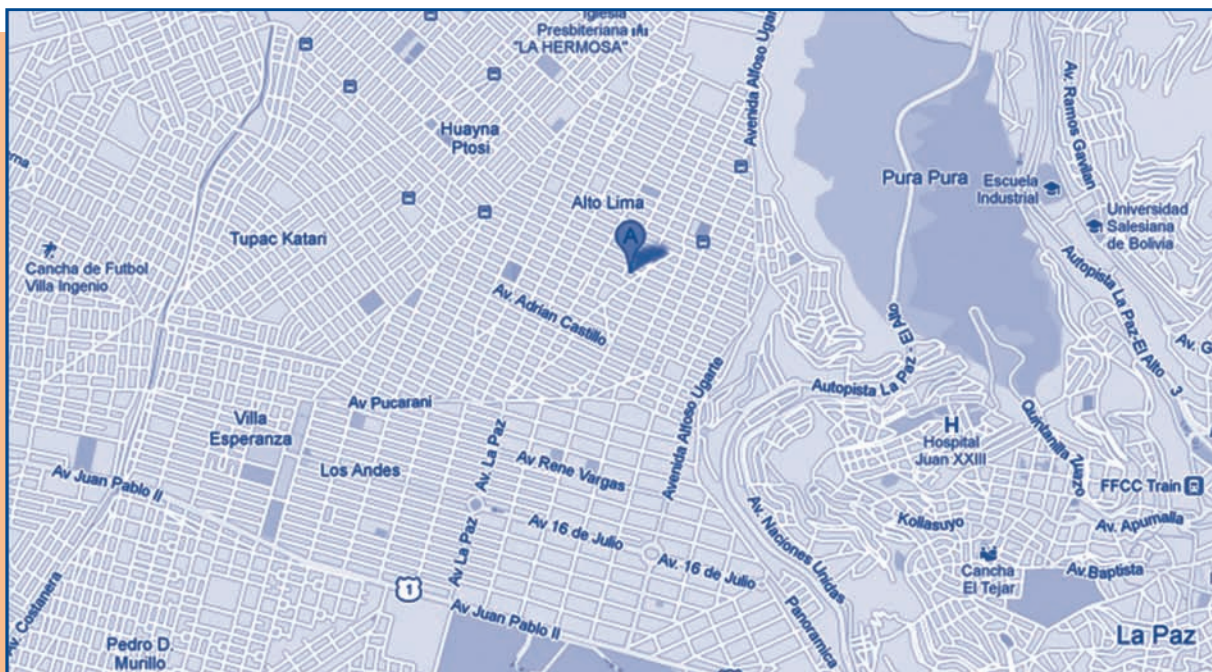 Iglesia
Presbiteriana
"LA HERMOSA"
Avenida Alfoso Ugarte
Av. Ramos Gavilan
Huayna
Ptosi
Pura Pura
Escuela
Industrial
Alto Lima
A
Universidad
Salesiana
de Bolivia
Tupac Katari
Cancha de Futbol
Villa Ingenio
Autopista La Paz-El Alto
3
Av. Adrian Castillo
Av. G
Autopista La Paz - El Alto
Avenida Alfoso Ugarte
Av Pucarani
Villa
Esperanza
Av. La Paz
H
Hospital
Juan XXIII
Quintanilla Zuazo
Los Andes
Av Rene Vargas
Av Juan Pablo II
FFCC Train
Av 16 de Julio
Av. Naciones Unidas
Kollasuyo
Av. Apumalla
Av La Paz
Av. 16 de Julio
Cancha
El Tejar
Av.Baptista
1
Av. Costanera
Av Juan Pablo II
Panoramica
Pedro D.
Murillo
La Paz